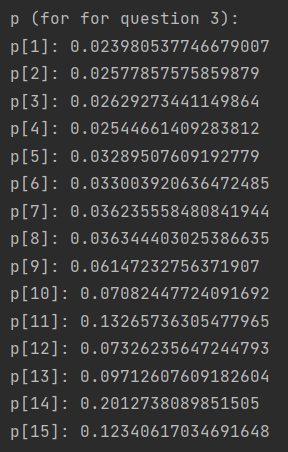 p (for for question 3):
p[1]: 0.023980537746679007
p[2]: 0.02577857575859879
p[3]: 0.02629273441149864
p[4]: 0.02544661409283812
p[5]: 0.03289507609192779
p[6]: 0.033003920636472485
p[7]: 0.036235558480841944
p[8]: 0.036344403025386635
p[9]: 0.06147232756371907
p[10]: 0.07082447724091692
p[11]: 0.13265736305477965
p[12]: 0.07326235647244793
p[13]: 0.09712607609182604
p[14]: 0.2012738089851505
p[15]: 0.12340617034691648